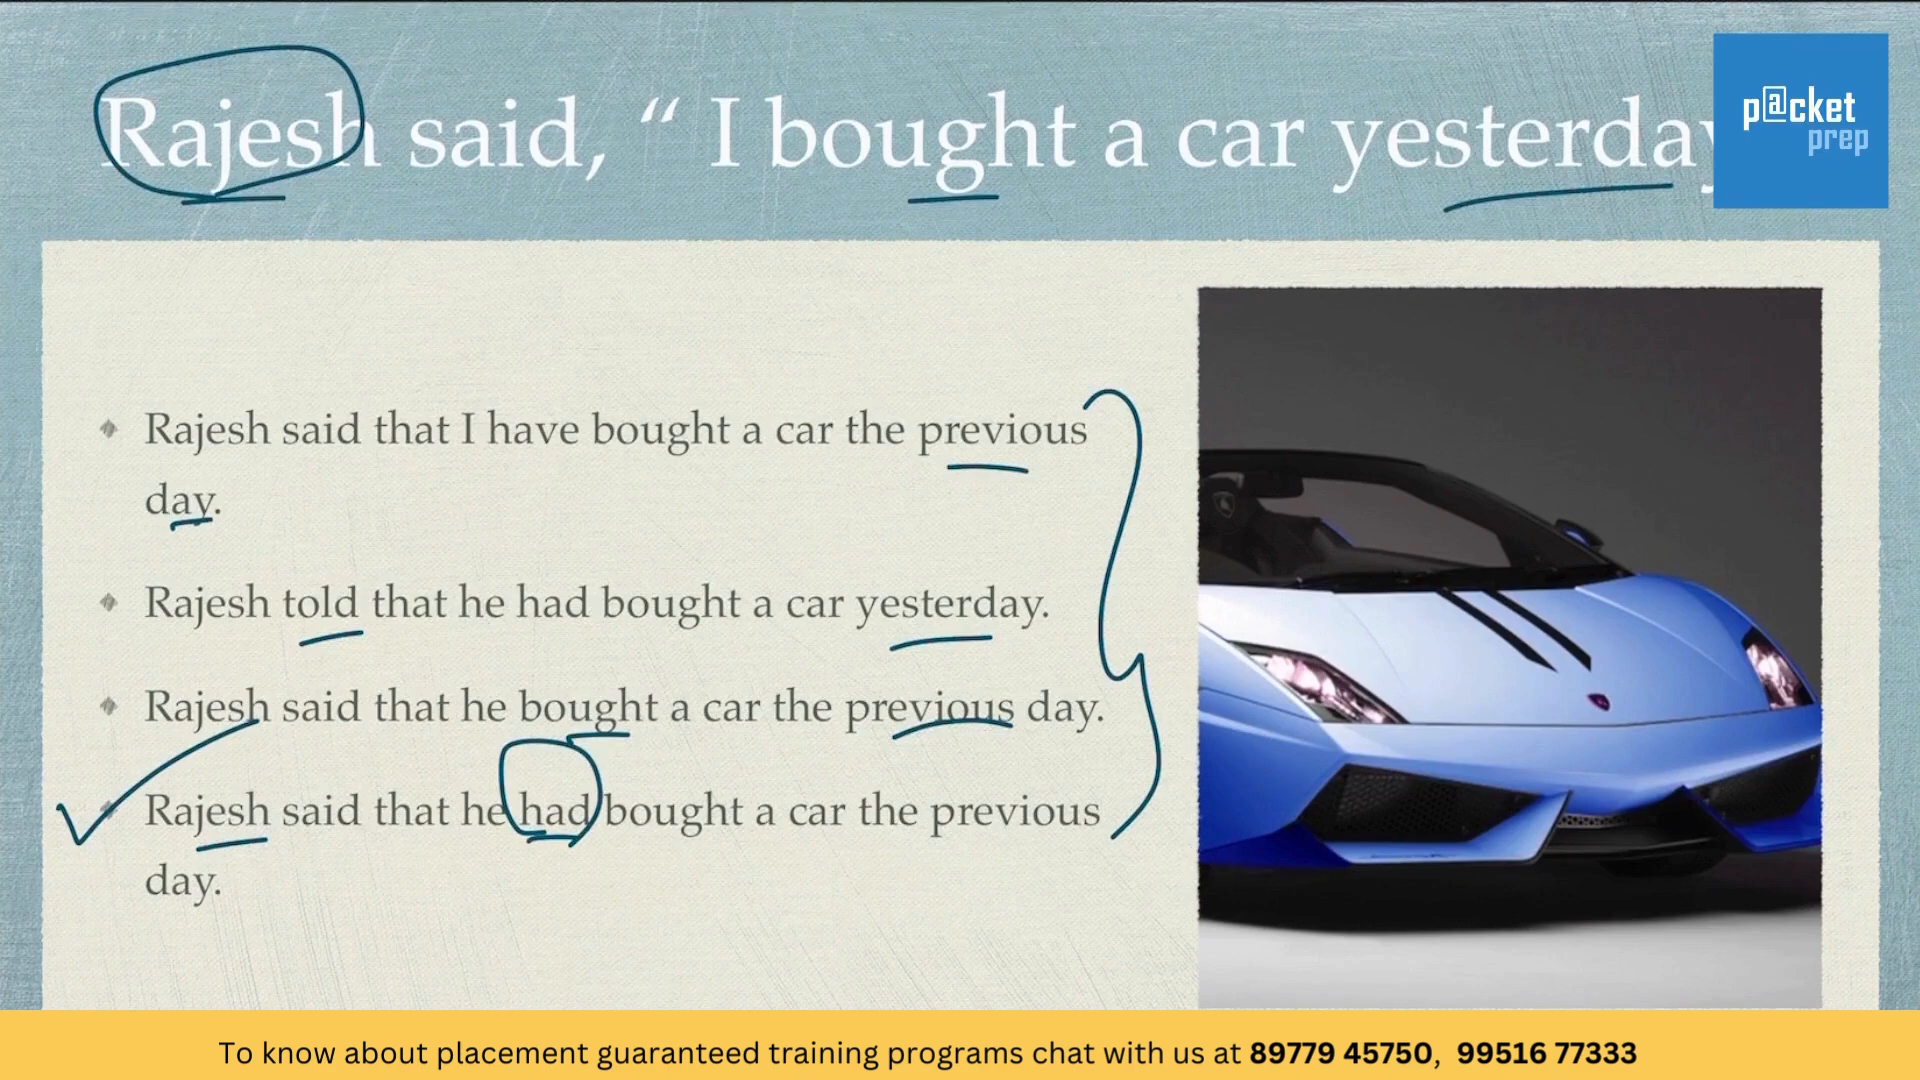 Rajesh said, “ I bought a car yesterday
p@cket
prep
Rajesh said that I have bought a car the previous
day.
Rajesh told that he had bought a car yesterday.
Rajesh said that he bought a car the previous day.
Rajesh said that he had bought a car the previous
day.
To know about placement guaranteed training programs chat with us at 89779 45750, 99516 77333